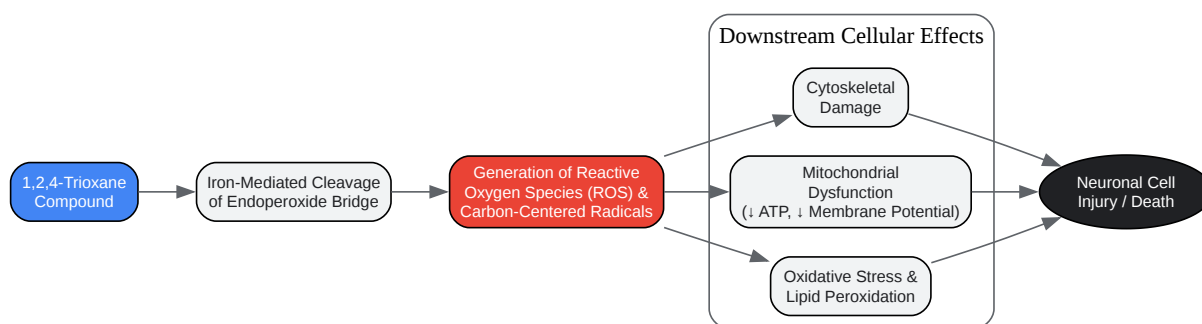 Downstream Cellular Effects
1,2,4-Trioxane
Compound
Iron-Mediated Cleavage
of Endoperoxide Bridge
Generation of Reactive
Oxygen Species (ROS) &
Carbon-Centered Radicals
Cytoskeletal
Damage
Mitochondrial
Dysfunction
(↓ ATP, ↓ Membrane Potential)
Oxidative Stress &
Lipid Peroxidation
Neuronal Cell
Injury / Death